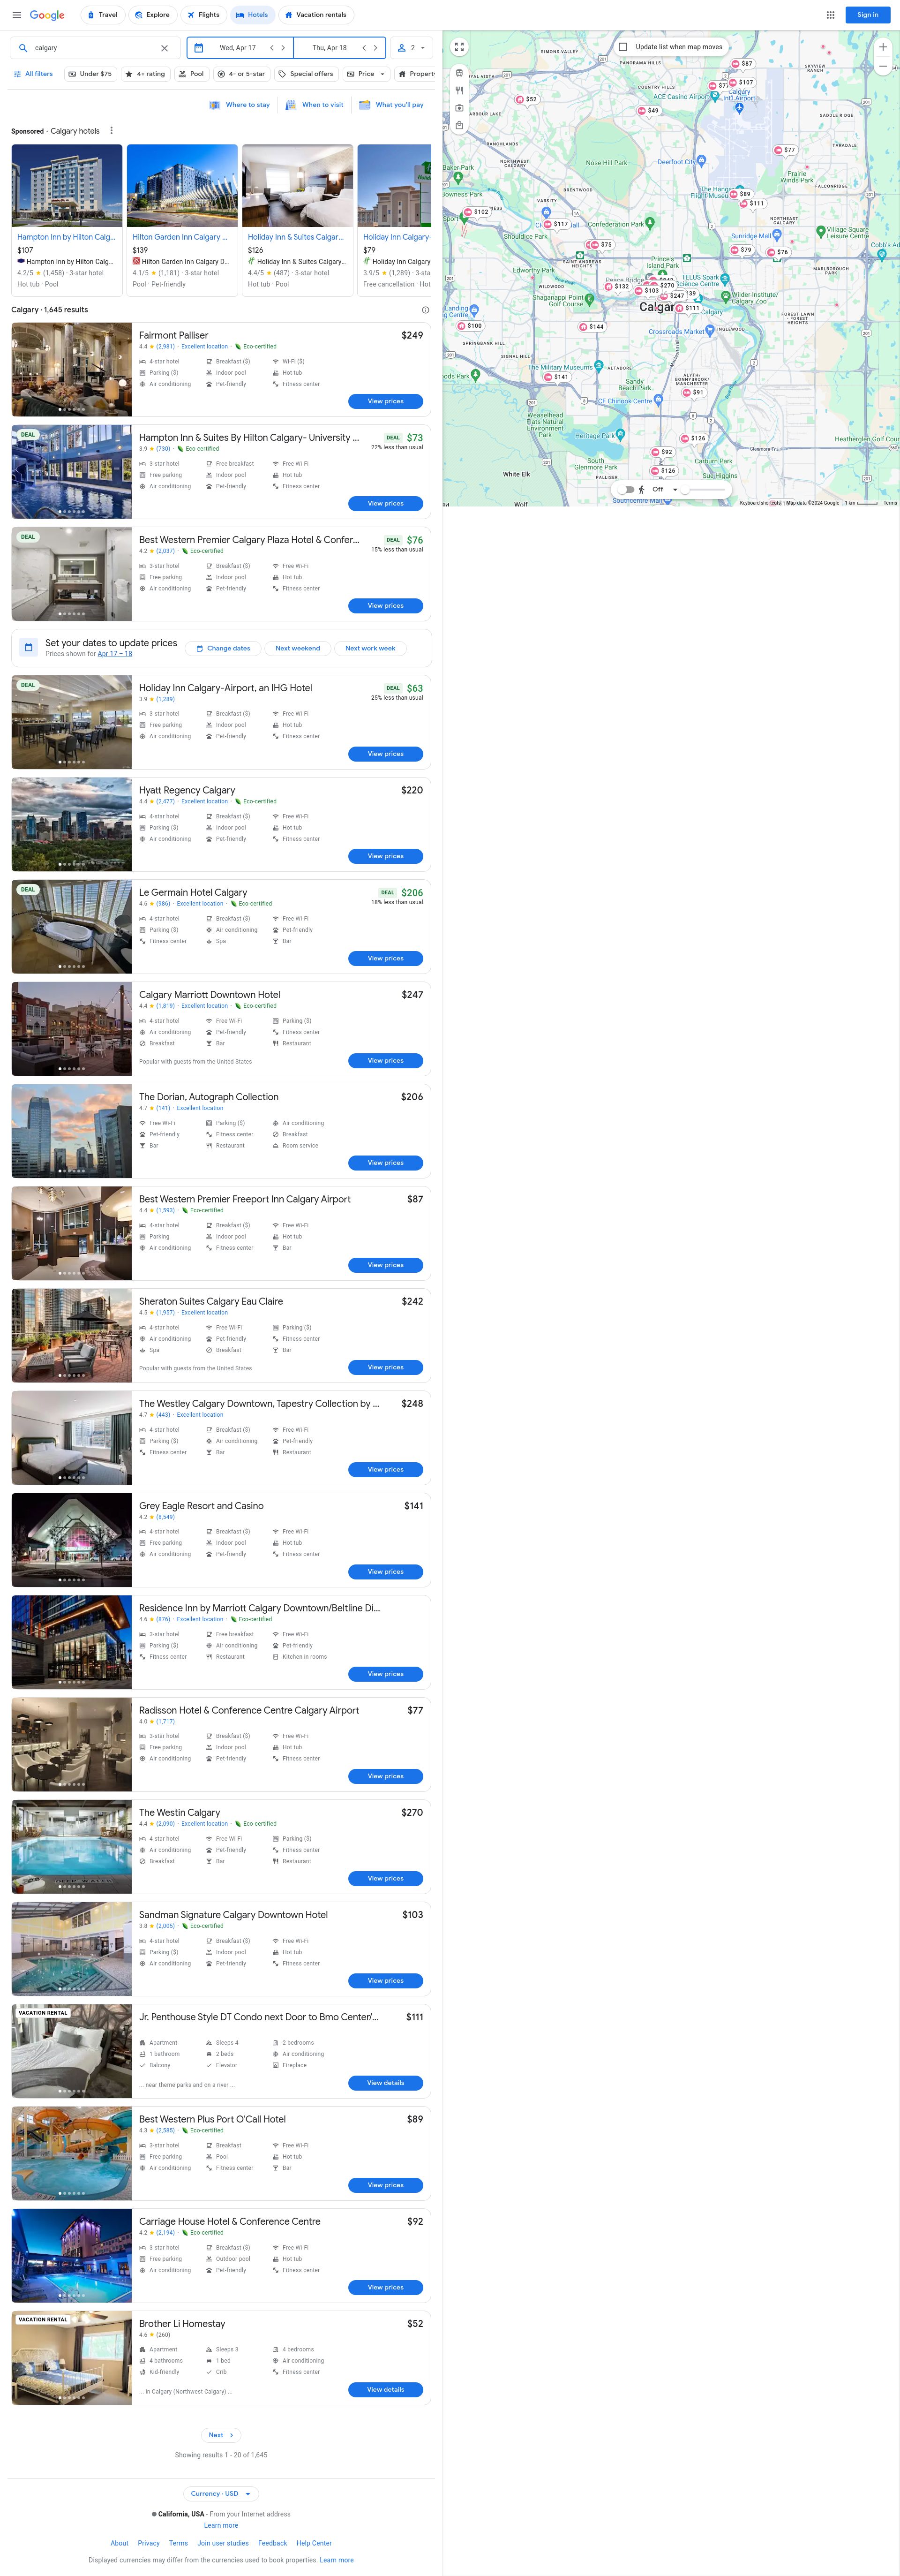 Google
Travel
Explore
Flights
Hotels
Vacation rentals
Sign in
calgary
Wed, Apr 17
Thu, Apr 18
2
All filters
Under $75
4+ rating
Pool
4- or 5-star
Special offers
Price
Property
Where to stay
When to visit
What you'll pay
Sponsored · Calgary hotels
Hampton Inn by Hilton Calg...
$107
Hampton Inn by Hilton Calg...
4.2/5 ★ (1,458) · 3-star hotel
Hot tub · Pool
Hilton Garden Inn Calgary ...
$139
Hilton Garden Inn Calgary D...
4.1/5 ★ (1,181) · 3-star hotel
Pool · Pet-friendly
Holiday Inn & Suites Calgar...
$126
Holiday Inn & Suites Calgary...
4.4/5 ★ (487) · 3-star hotel
Hot tub · Pool
Holiday Inn Calgary-
$79
Holiday Inn Calgary
3.9/5 ★ (1,289) · 3-sta
Free cancellation · Hot
Calgary · 1,645 results
Fairmont Palliser
$249
4.4 ★ (2,981) · Excellent location · Eco-certified
4-star hotel
Breakfast ($)
Wi-Fi ($)
Parking ($)
Indoor pool
Hot tub
Air conditioning
Pet-friendly
Fitness center
View prices
DEAL
Hampton Inn & Suites By Hilton Calgary- University ...
DEAL $73
3.9 ★ (730) · Eco-certified
22% less than usual
3-star hotel
Free breakfast
Free Wi-Fi
Free parking
Indoor pool
Hot tub
Air conditioning
Pet-friendly
Fitness center
View prices
DEAL
Best Western Premier Calgary Plaza Hotel & Confer...
DEAL $76
4.2 ★ (2,037) · Eco-certified
15% less than usual
3-star hotel
Breakfast ($)
Free Wi-Fi
Free parking
Indoor pool
Hot tub
Air conditioning
Pet-friendly
Fitness center
View prices
Set your dates to update prices
Prices shown for Apr 17 – 18
Change dates
Next weekend
Next work week
DEAL
Holiday Inn Calgary-Airport, an IHG Hotel
DEAL $63
3.9 ★ (1,289)
25% less than usual
3-star hotel
Breakfast ($)
Free Wi-Fi
Free parking
Indoor pool
Hot tub
Air conditioning
Pet-friendly
Fitness center
View prices
Hyatt Regency Calgary
$220
4.4 ★ (2,477) · Excellent location · Eco-certified
4-star hotel
Breakfast ($)
Free Wi-Fi
Parking ($)
Indoor pool
Hot tub
Air conditioning
Pet-friendly
Fitness center
View prices
DEAL
Le Germain Hotel Calgary
DEAL $206
4.6 ★ (986) · Excellent location · Eco-certified
18% less than usual
4-star hotel
Breakfast ($)
Free Wi-Fi
Parking ($)
Air conditioning
Pet-friendly
Fitness center
Spa
Bar
View prices
Calgary Marriott Downtown Hotel
$247
4.4 ★ (1,819) · Excellent location · Eco-certified
4-star hotel
Free Wi-Fi
Parking ($)
Air conditioning
Pet-friendly
Fitness center
Breakfast
Bar
Restaurant
Popular with guests from the United States
View prices
The Dorian, Autograph Collection
$206
4.7 ★ (141) · Excellent location
Free Wi-Fi
Parking ($)
Air conditioning
Pet-friendly
Fitness center
Breakfast
Bar
Restaurant
Room service
View prices
Best Western Premier Freeport Inn Calgary Airport
$87
4.4 ★ (1,593) · Eco-certified
4-star hotel
Breakfast ($)
Free Wi-Fi
Parking
Indoor pool
Hot tub
Air conditioning
Fitness center
Bar
View prices
Sheraton Suites Calgary Eau Claire
$242
4.5 ★ (1,957) · Excellent location
4-star hotel
Free Wi-Fi
Parking ($)
Air conditioning
Pet-friendly
Fitness center
Spa
Breakfast
Bar
Popular with guests from the United States
View prices
The Westley Calgary Downtown, Tapestry Collection by ...
$248
4.7 ★ (443) · Excellent location
4-star hotel
Breakfast ($)
Free Wi-Fi
Parking ($)
Air conditioning
Pet-friendly
Fitness center
Bar
Restaurant
View prices
Grey Eagle Resort and Casino
$141
4.2 ★ (8,549)
4-star hotel
Breakfast ($)
Free Wi-Fi
Free parking
Indoor pool
Hot tub
Air conditioning
Pet-friendly
Fitness center
View prices
Residence Inn by Marriott Calgary Downtown/Beltline Di...
4.6 ★ (876) · Excellent location · Eco-certified
3-star hotel
Free breakfast
Free Wi-Fi
Parking ($)
Air conditioning
Pet-friendly
Fitness center
Restaurant
Kitchen in rooms
View prices
Radisson Hotel & Conference Centre Calgary Airport
$77
4.0 ★ (1,717)
3-star hotel
Breakfast ($)
Free Wi-Fi
Free parking
Indoor pool
Hot tub
Air conditioning
Pet-friendly
Fitness center
View prices
The Westin Calgary
$270
4.4 ★ (2,090) · Excellent location · Eco-certified
4-star hotel
Free Wi-Fi
Parking ($)
Air conditioning
Pet-friendly
Fitness center
Breakfast
Bar
Restaurant
View prices
Sandman Signature Calgary Downtown Hotel
$103
3.8 ★ (2,005) · Eco-certified
4-star hotel
Breakfast ($)
Free Wi-Fi
Parking ($)
Indoor pool
Hot tub
Air conditioning
Pet-friendly
Fitness center
View prices
VACATION RENTAL
Jr. Penthouse Style DT Condo next Door to Bmo Center/...
$111
Apartment
Sleeps 4
2 bedrooms
1 bathroom
2 beds
Air conditioning
Balcony
Elevator
Fireplace
... near theme parks and on a river ...
View details
Best Western Plus Port O'Call Hotel
$89
4.3 ★ (2,585) · Eco-certified
3-star hotel
Breakfast
Free Wi-Fi
Free parking
Pool
Hot tub
Air conditioning
Fitness center
Bar
View prices
Carriage House Hotel & Conference Centre
$92
4.2 ★ (2,194) · Eco-certified
3-star hotel
Breakfast ($)
Free Wi-Fi
Free parking
Outdoor pool
Hot tub
Air conditioning
Pet-friendly
Fitness center
View prices
VACATION RENTAL
Brother Li Homestay
$52
4.6 ★ (260)
Apartment
Sleeps 3
4 bedrooms
4 bathrooms
1 bed
Air conditioning
Kid-friendly
Crib
Fitness center
... in Calgary (Northwest Calgary) ...
View details
Next
Showing results 1 - 20 of 1,645
Currency · USD
California, USA - From your Internet address
Learn more
About
Privacy
Terms
Join user studies
Feedback
Help Center
Displayed currencies may differ from the currencies used to book properties. Learn more
Update list when map moves
SIMONS VALLEY
PANORAMA HILLS
$87
$107
ACE Casino Airport
Calgary
Int'l Airport
$52
$49
SADDLE RIDGE
ARBOUR LAKE
RANCHLANDS
NORTHWEST CALGARY
Nose Hill Park
Deerfoot City
$77
TARADALE
Prairie Winds Park
FALCONRIDGE
BRENTWOOD
$89
$111
$102
$117
Confederation Park
Sunridge Mall
NORTHEAST CALGARY
Village Square Leisure Centre
Shouldice Park
$75
SAINT ANDREWS HEIGHTS
$79
$76
MARLBOROUGH PARK
Edworthy Park
TELUS Spark
WILDWOOD
$132
$103
$270
$247
Shaganappi Point Golf Course
Wilder Institute/
$111
Calgar
$100
$144
Crossroads Market
INGLEWOOD
FOREST LAWN FOREST HEIGHTS
SPRINGBANK HILL
SIGNAL HILL
The Military Museums
$141
Sandy Beach Park
ALYTH/ BONNYBROOK/ MANCHESTER
$91
CF Chinook Centre
Weaselhead Flats Natural Environment Park
Heritage Park
$126
Heatherglen Golf Cour
$92
South Glenmore Park
Carburn Park
$126
Sue Higgins
White Elk
Off
Keyboard shortcuts
Map data ©2024 Google
1 km
Terms